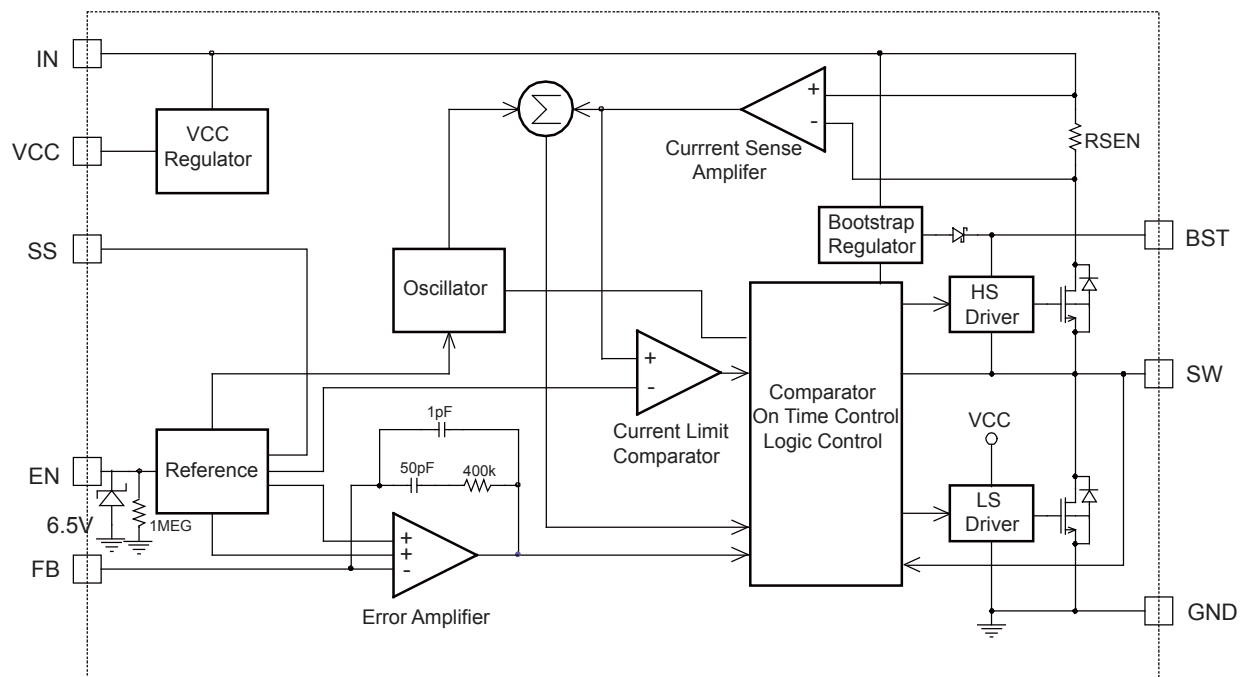 IN
VCC
VCC
Regulator
Σ
+
-
Currrent Sense
Amplifer
RSEN
SS
Oscillator
Bootstrap
Regulator
BST
HS
Driver
+
-
Current Limit
Comparator
Comparator
On Time Control
Logic Control
SW
VCC
LS
Driver
EN
Reference
6.5V
1MEG
1pF
50pF
400k
FB
+
+
-
Error Amplifier
GND